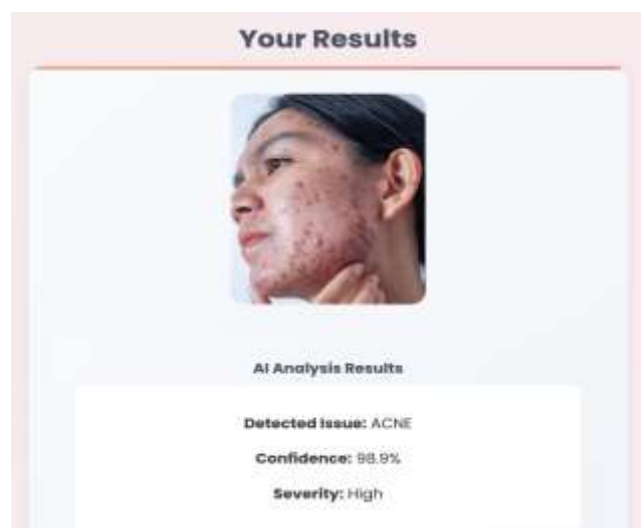 Your Results
AI Analysis Results
Detected Issue: ACNE
Confidence: 98.9%
Severity: High